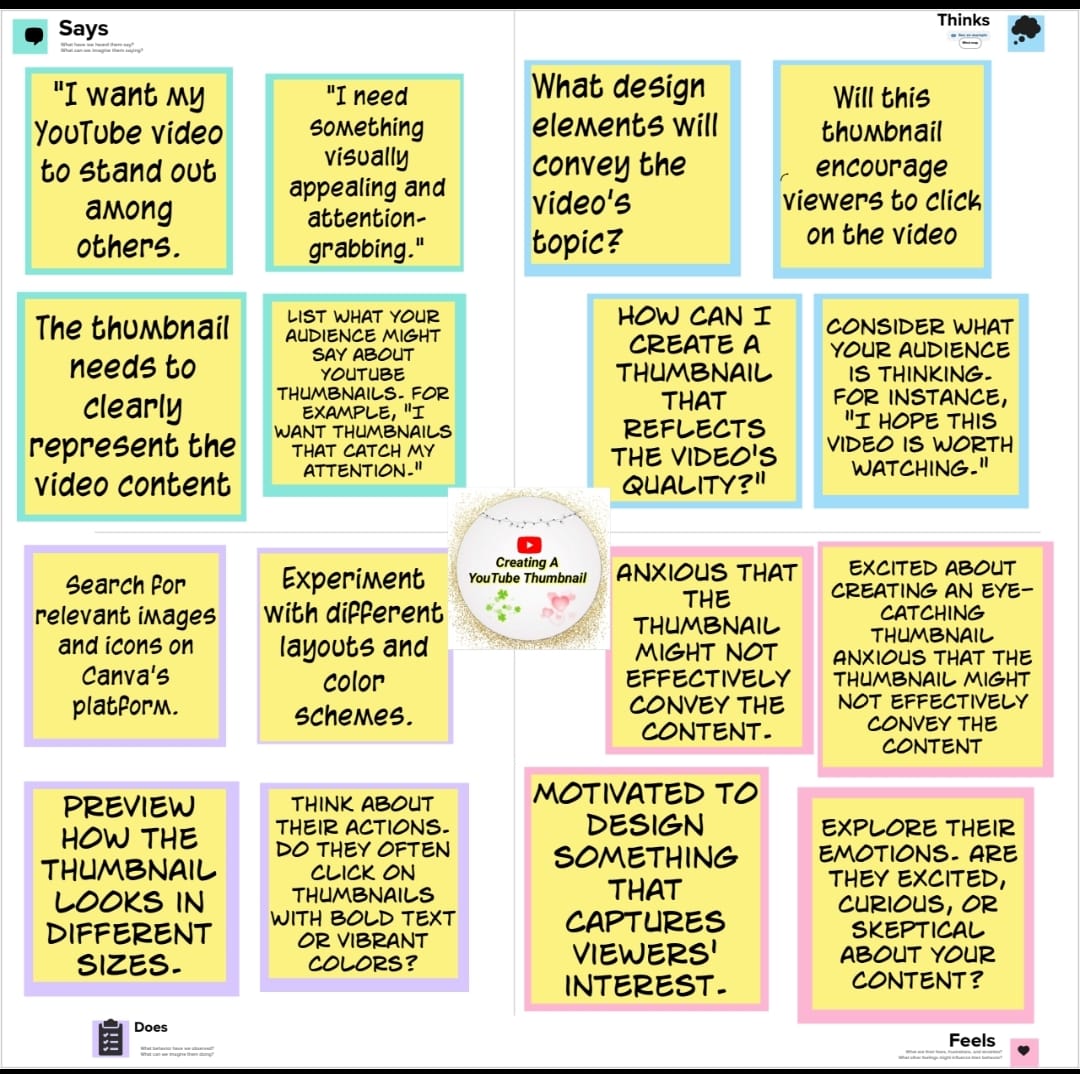 Says
What have we heard them say?
What can we imagine them saying?
"I want my
YouTube video
to stand out
among
others.
"I need
something
visually
appealing and
attention-
grabbing."
The thumbnail
needs to
clearly
represent the
video content
LIST WHAT YOUR
AUDIENCE MIGHT
SAY ABOUT
YOUTUBE
THUMBNAILS. FOR
EXAMPLE, "I
WANT THUMBNAILS
THAT CATCH MY
ATTENTION."
Thinks
See an example
What design
elements will
convey the
video's
topic?
Will this
thumbnail
encourage
viewers to click
on the video
HOW CAN I
CREATE A
THUMBNAIL
THAT
REFLECTS
THE VIDEO'S
QUALITY?"
CONSIDER WHAT
YOUR AUDIENCE
IS THINKING.
FOR INSTANCE,
"I HOPE THIS
VIDEO IS WORTH
WATCHING."
Creating A
YouTube Thumbnail
Search for
relevant images
and icons on
Canva's
platform.
Experiment
with different
layouts and
color
schemes.
PREVIEW
HOW THE
THUMBNAIL
LOOKS IN
DIFFERENT
SIZES.
THINK ABOUT
THEIR ACTIONS.
DO THEY OFTEN
CLICK ON
THUMBNAILS
WITH BOLD TEXT
OR VIBRANT
COLORS?
Does
What behavior have we observed?
What can we imagine them doing?
ANXIOUS THAT
THE
THUMBNAIL
MIGHT NOT
EFFECTIVELY
CONVEY THE
CONTENT.
EXCITED ABOUT
CREATING AN EYE-
CATCHING
THUMBNAIL
ANXIOUS THAT THE
THUMBNAIL MIGHT
NOT EFFECTIVELY
CONVEY THE
CONTENT
MOTIVATED TO
DESIGN
SOMETHING
THAT
CAPTURES
VIEWERS'
INTEREST.
EXPLORE THEIR
EMOTIONS. ARE
THEY EXCITED,
CURIOUS, OR
SKEPTICAL
ABOUT YOUR
CONTENT?
Feels
What are their fears, frustrations, and anxieties?
What other feelings might influence their behavior?